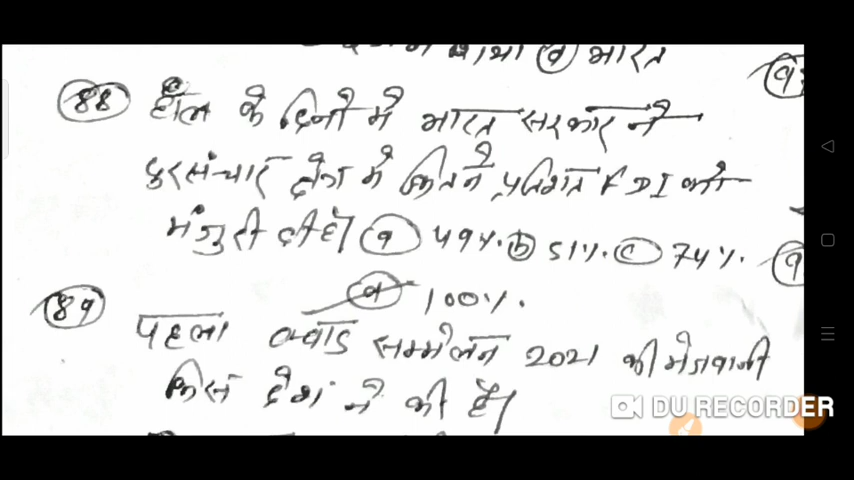 भारत
(88) हाल के दिनों में भारत सरकार ने
दुरसंचार क्षेत्र में कितने प्रतिशत FDI को
मंजुरी दी है। (a) 49%. (b) 51%. (c) 74%.
(d) 100%.
(89) पहला क्वाड सम्मेलन 2021 की मेजबानी
किस देश ने की है।
DU RECORDER